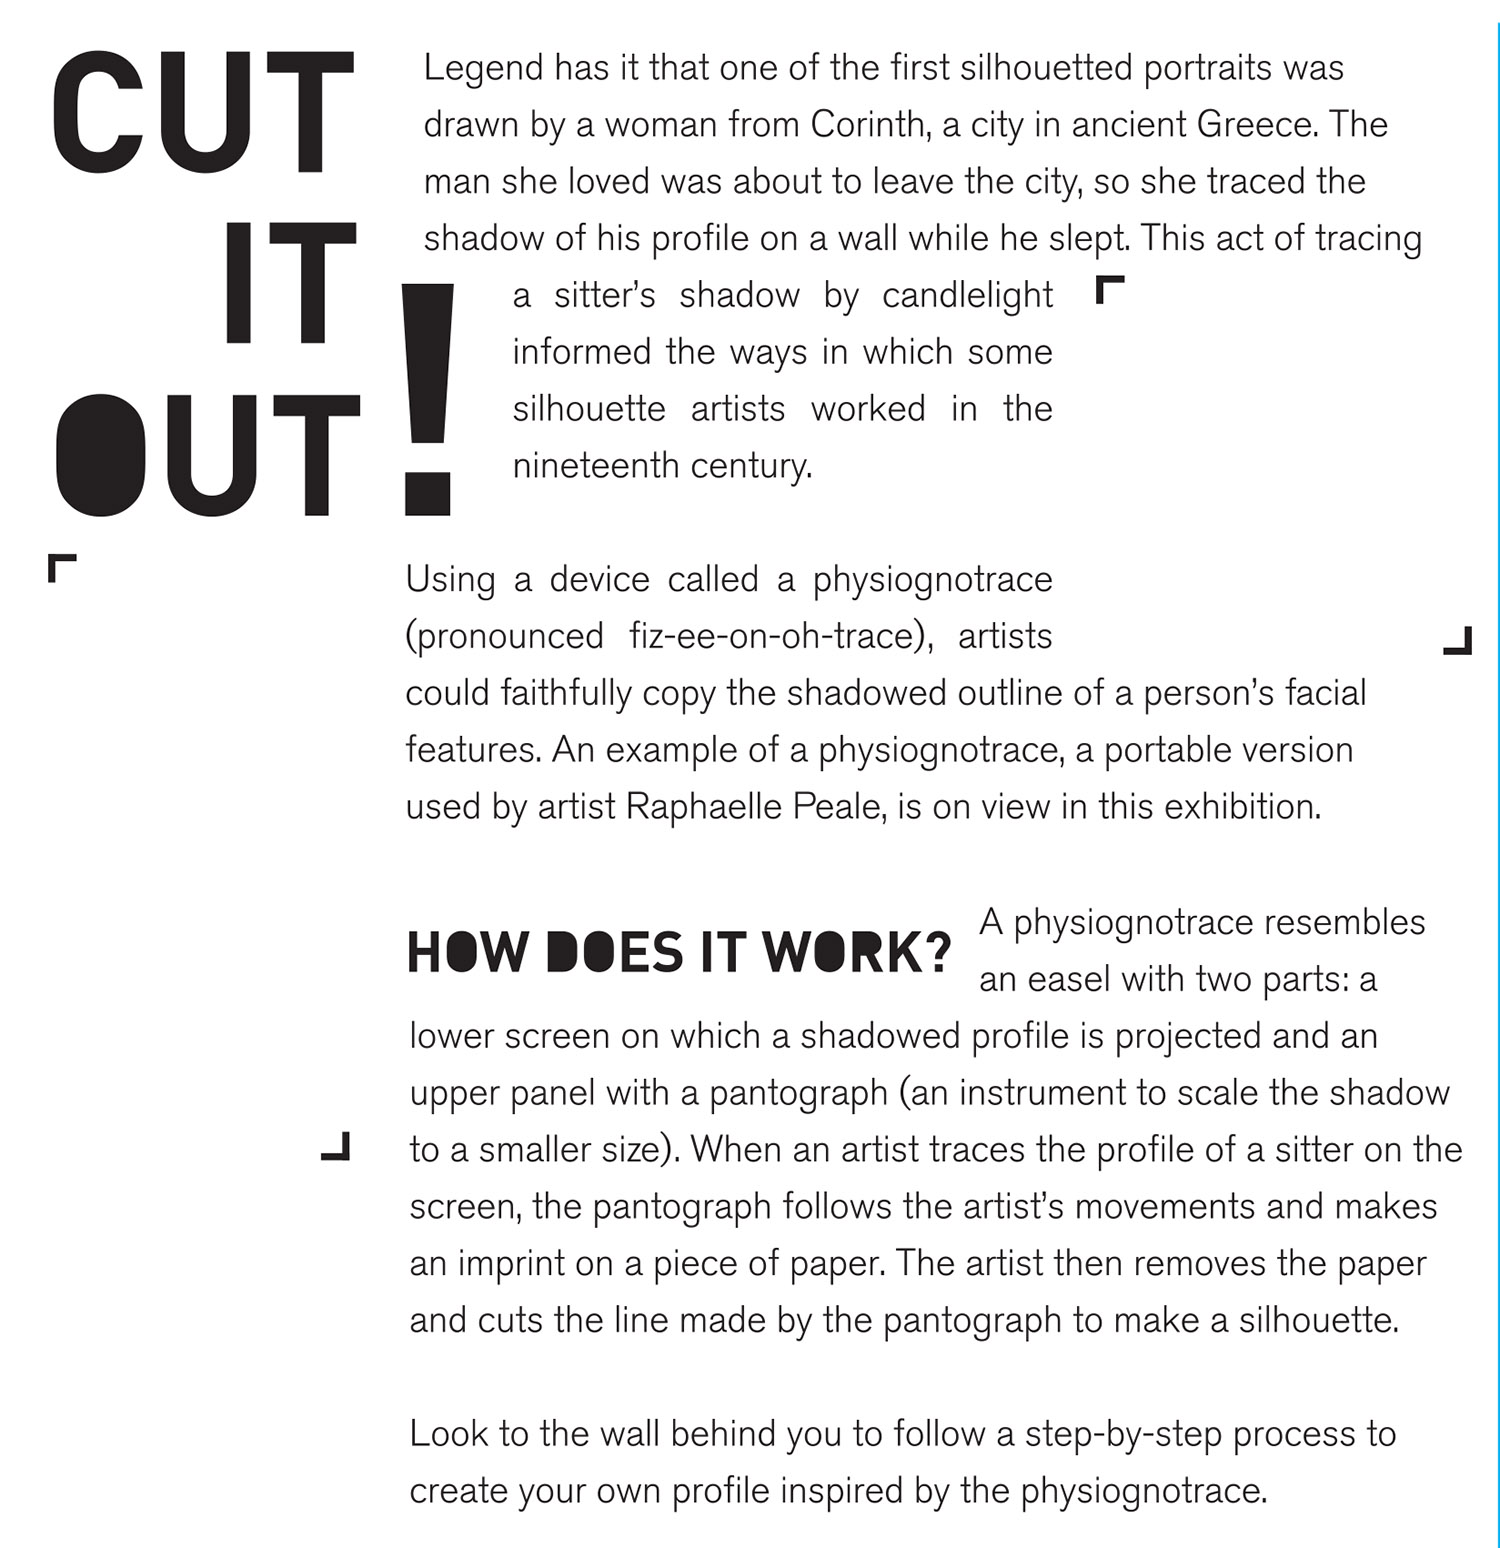 CUT
IT
OUT!
Legend has it that one of the first silhouetted portraits was
drawn by a woman from Corinth, a city in ancient Greece. The
man she loved was about to leave the city, so she traced the
shadow of his profile on a wall while he slept. This act of tracing
a sitter’s shadow by candlelight
informed the ways in which some
silhouette artists worked in the
nineteenth century.
Using a device called a physiognotrace
(pronounced fiz-ee-on-oh-trace), artists
could faithfully copy the shadowed outline of a person’s facial
features. An example of a physiognotrace, a portable version
used by artist Raphaelle Peale, is on view in this exhibition.
HOW DOES IT WORK?
A physiognotrace resembles
an easel with two parts: a
lower screen on which a shadowed profile is projected and an
upper panel with a pantograph (an instrument to scale the shadow
to a smaller size). When an artist traces the profile of a sitter on the
screen, the pantograph follows the artist’s movements and makes
an imprint on a piece of paper. The artist then removes the paper
and cuts the line made by the pantograph to make a silhouette.
Look to the wall behind you to follow a step-by-step process to
create your own profile inspired by the physiognotrace.